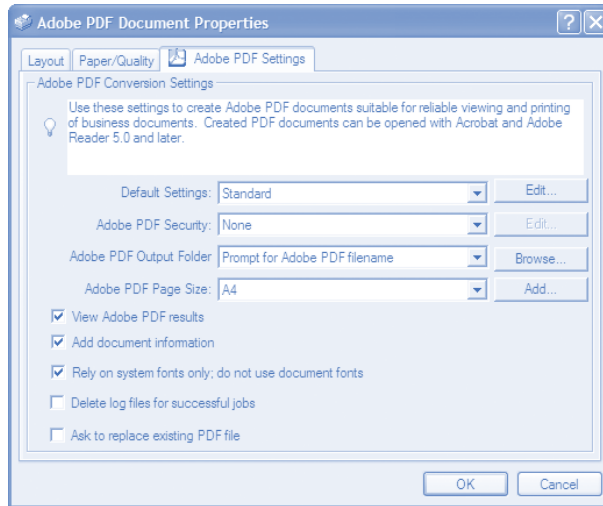 Adobe PDF Document Properties
Layout Paper/Quality Adobe PDF Settings
Adobe PDF Conversion Settings
Use these settings to create Adobe PDF documents suitable for reliable viewing and printing
of business documents. Created PDF documents can be opened with Acrobat and Adobe
Reader 5.0 and later.
Default Settings: Standard Edit...
Adobe PDF Security: None Edit...
Adobe PDF Output Folder Prompt for Adobe PDF filename Browse...
Adobe PDF Page Size: A4 Add...
View Adobe PDF results
Add document information
Rely on system fonts only; do not use document fonts
Delete log files for successful jobs
Ask to replace existing PDF file
OK Cancel